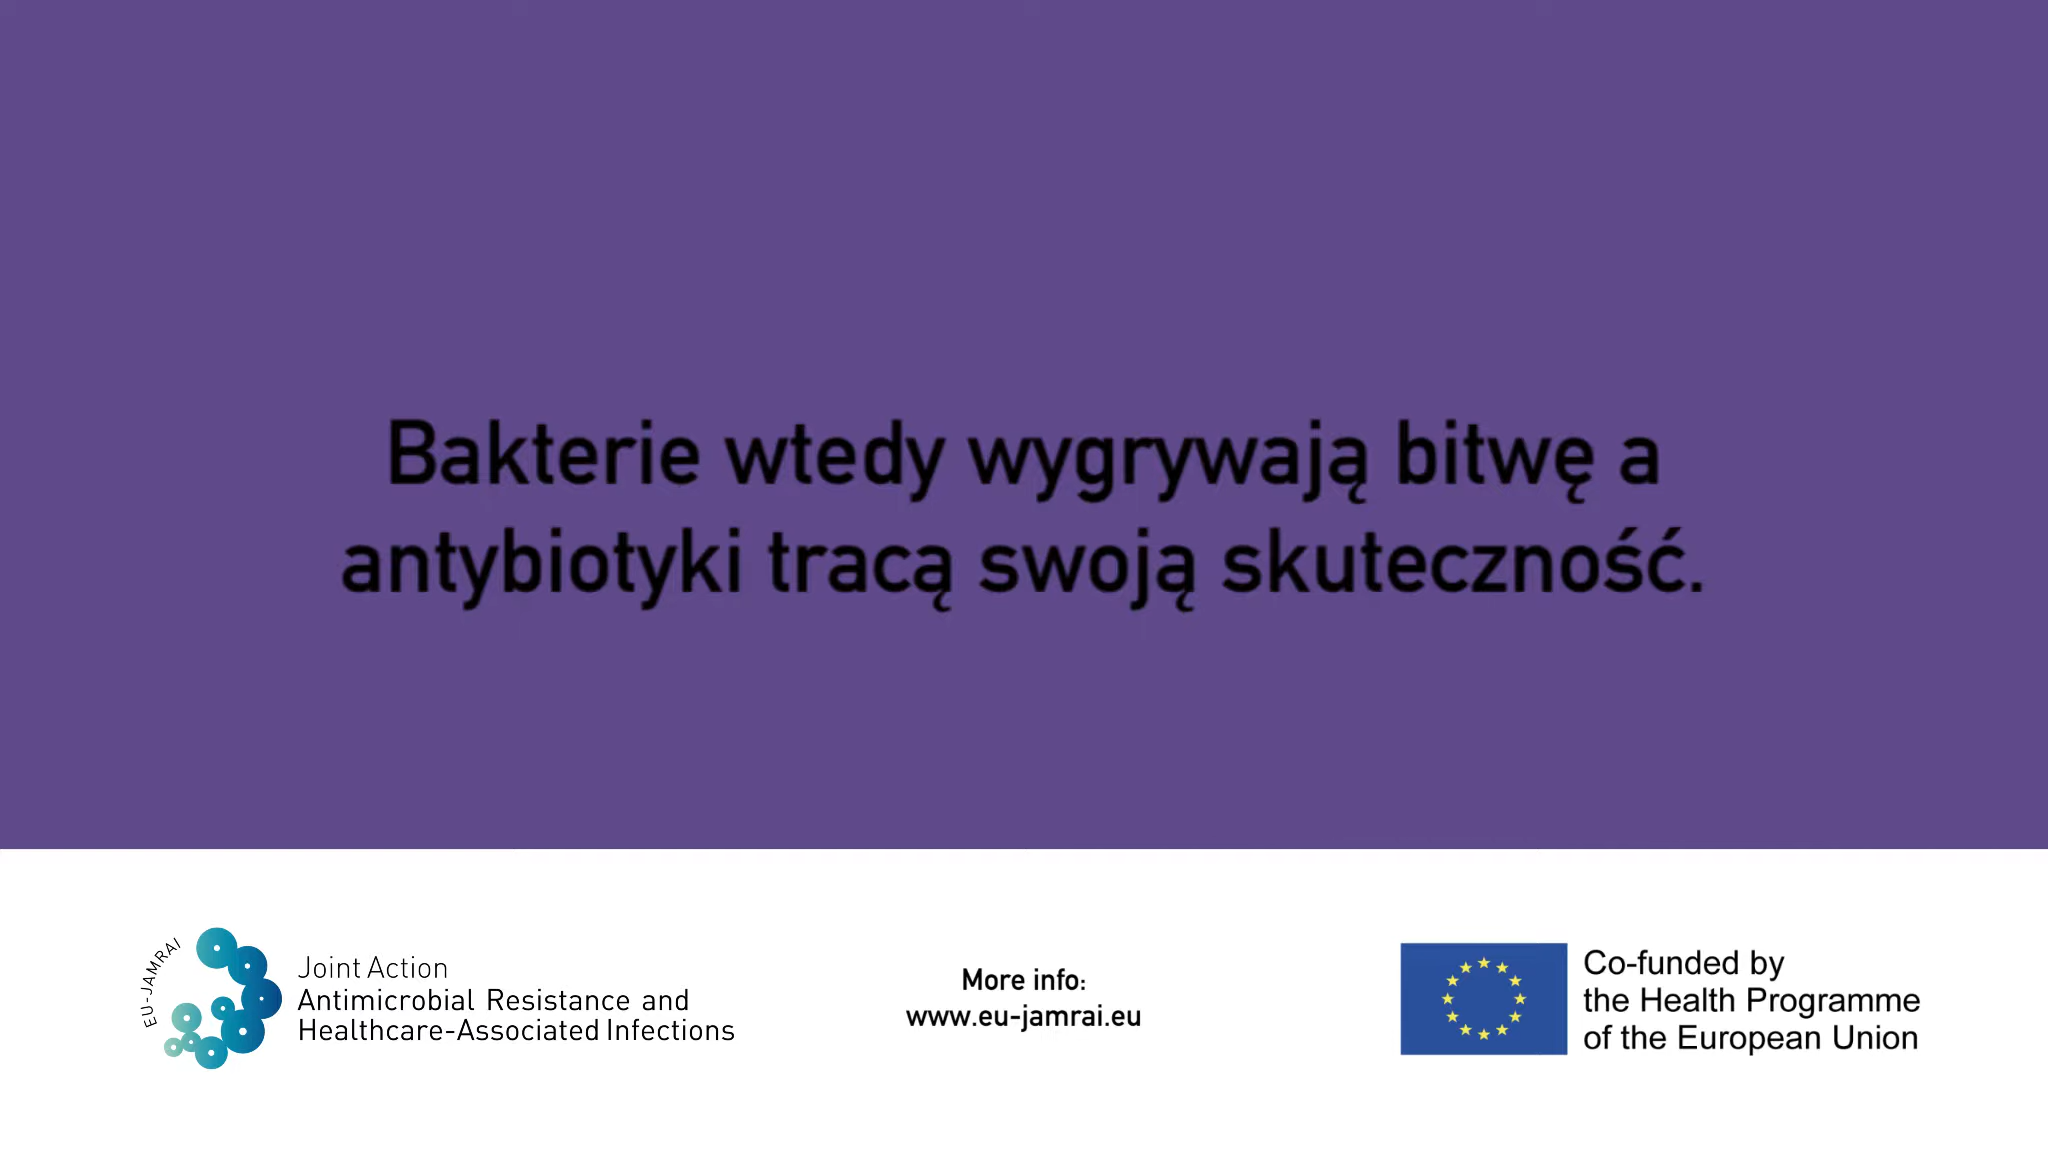 Bakterie wtedy wygrywają bitwę a
antybiotyki tracą swoją skuteczność.
EU-JAMRAI
Joint Action
Antimicrobial Resistance and
Healthcare-Associated Infections
More info:
www.eu-jamrai.eu
Co-funded by
the Health Programme
of the European Union